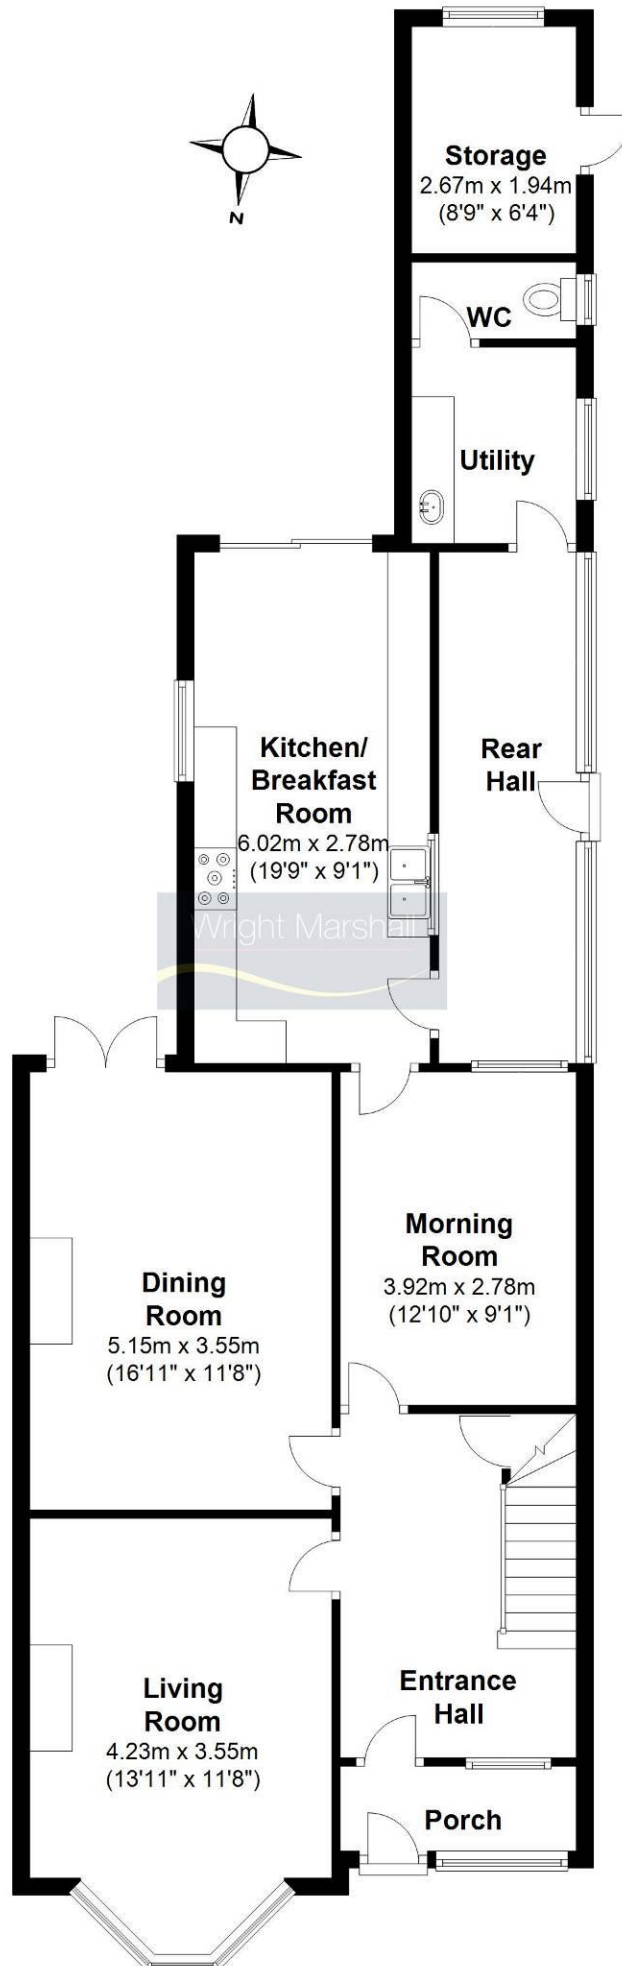 Storage
2.67m x 1.94m
(8'9" x 6'4")
N
WC
Utility
Kitchen/
Breakfast
Room
6.02m x 2.78m
(19'9" x 9'1")
Rear
Hall
Wright Marshall
Morning
Room
3.92m x 2.78m
(12'10" x 9'1")
Dining
Room
5.15m x 3.55m
(16'11" x 11'8")
Living
Room
4.23m x 3.55m
(13'11" x 11'8")
Entrance
Hall
Porch